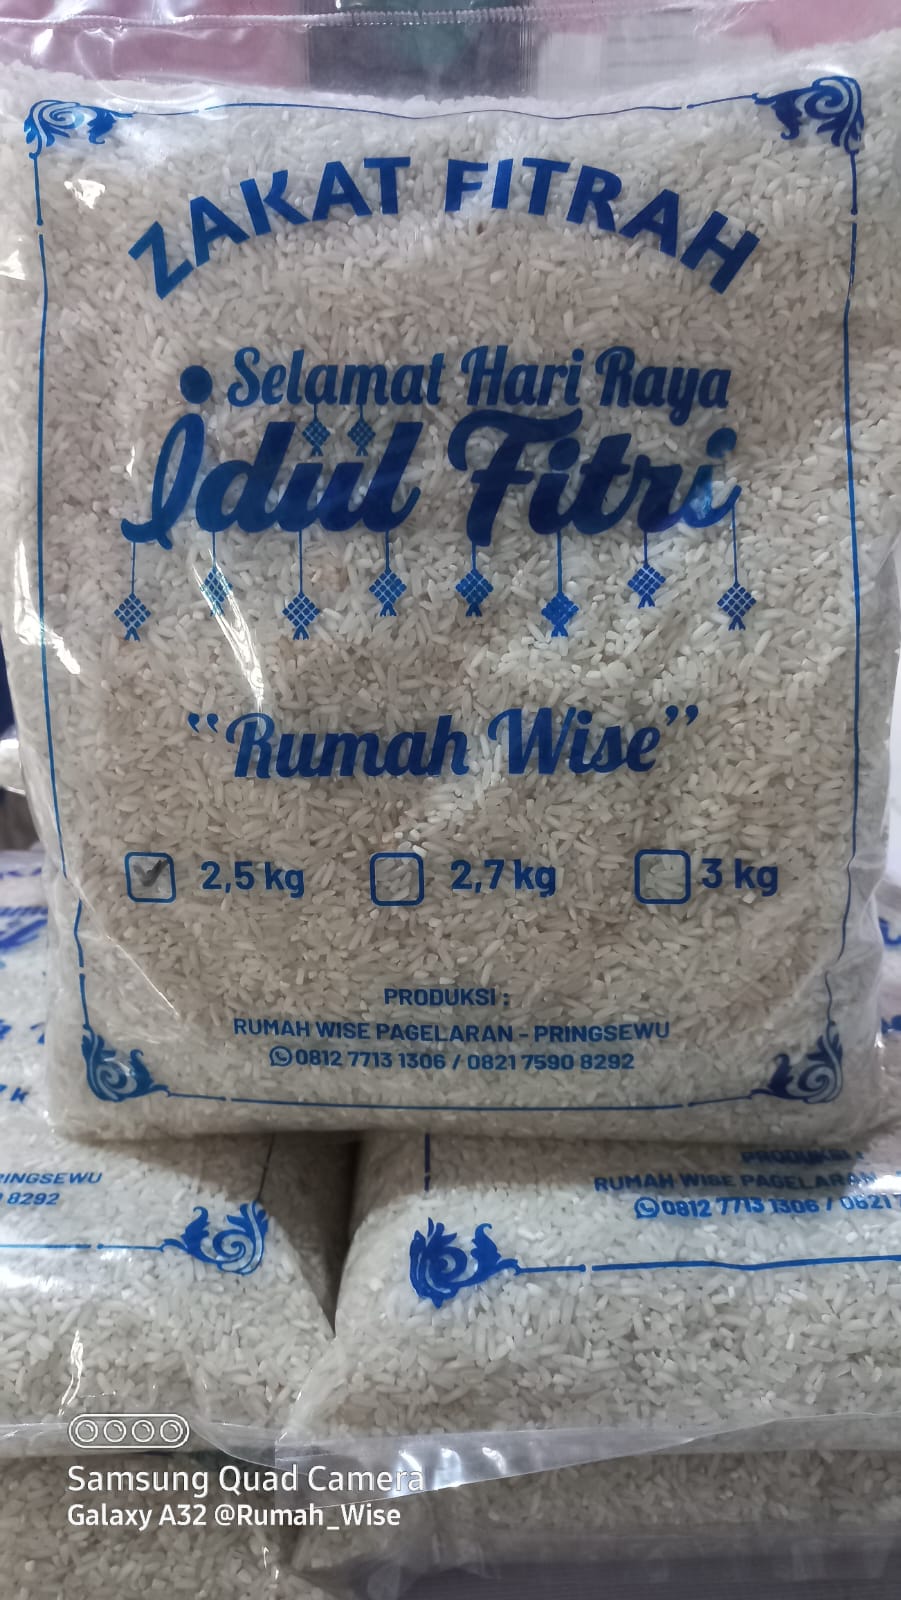 ZAKAT FITRAH
Selamat Hari Raya
Idul Fitri
"Rumah Wise"
2,5 kg 2,7 kg 3 kg
PRODUKSI :
RUMAH WISE PAGELARAN - PRINGSEWU
0812 7713 1306 / 0821 7590 8292
RINGSEWU
8292
PRODUKSI :
RUMAH WISE PAGELARAN
0812 7713 1306 / 0821
Samsung Quad Camera
Galaxy A32 @Rumah_Wise